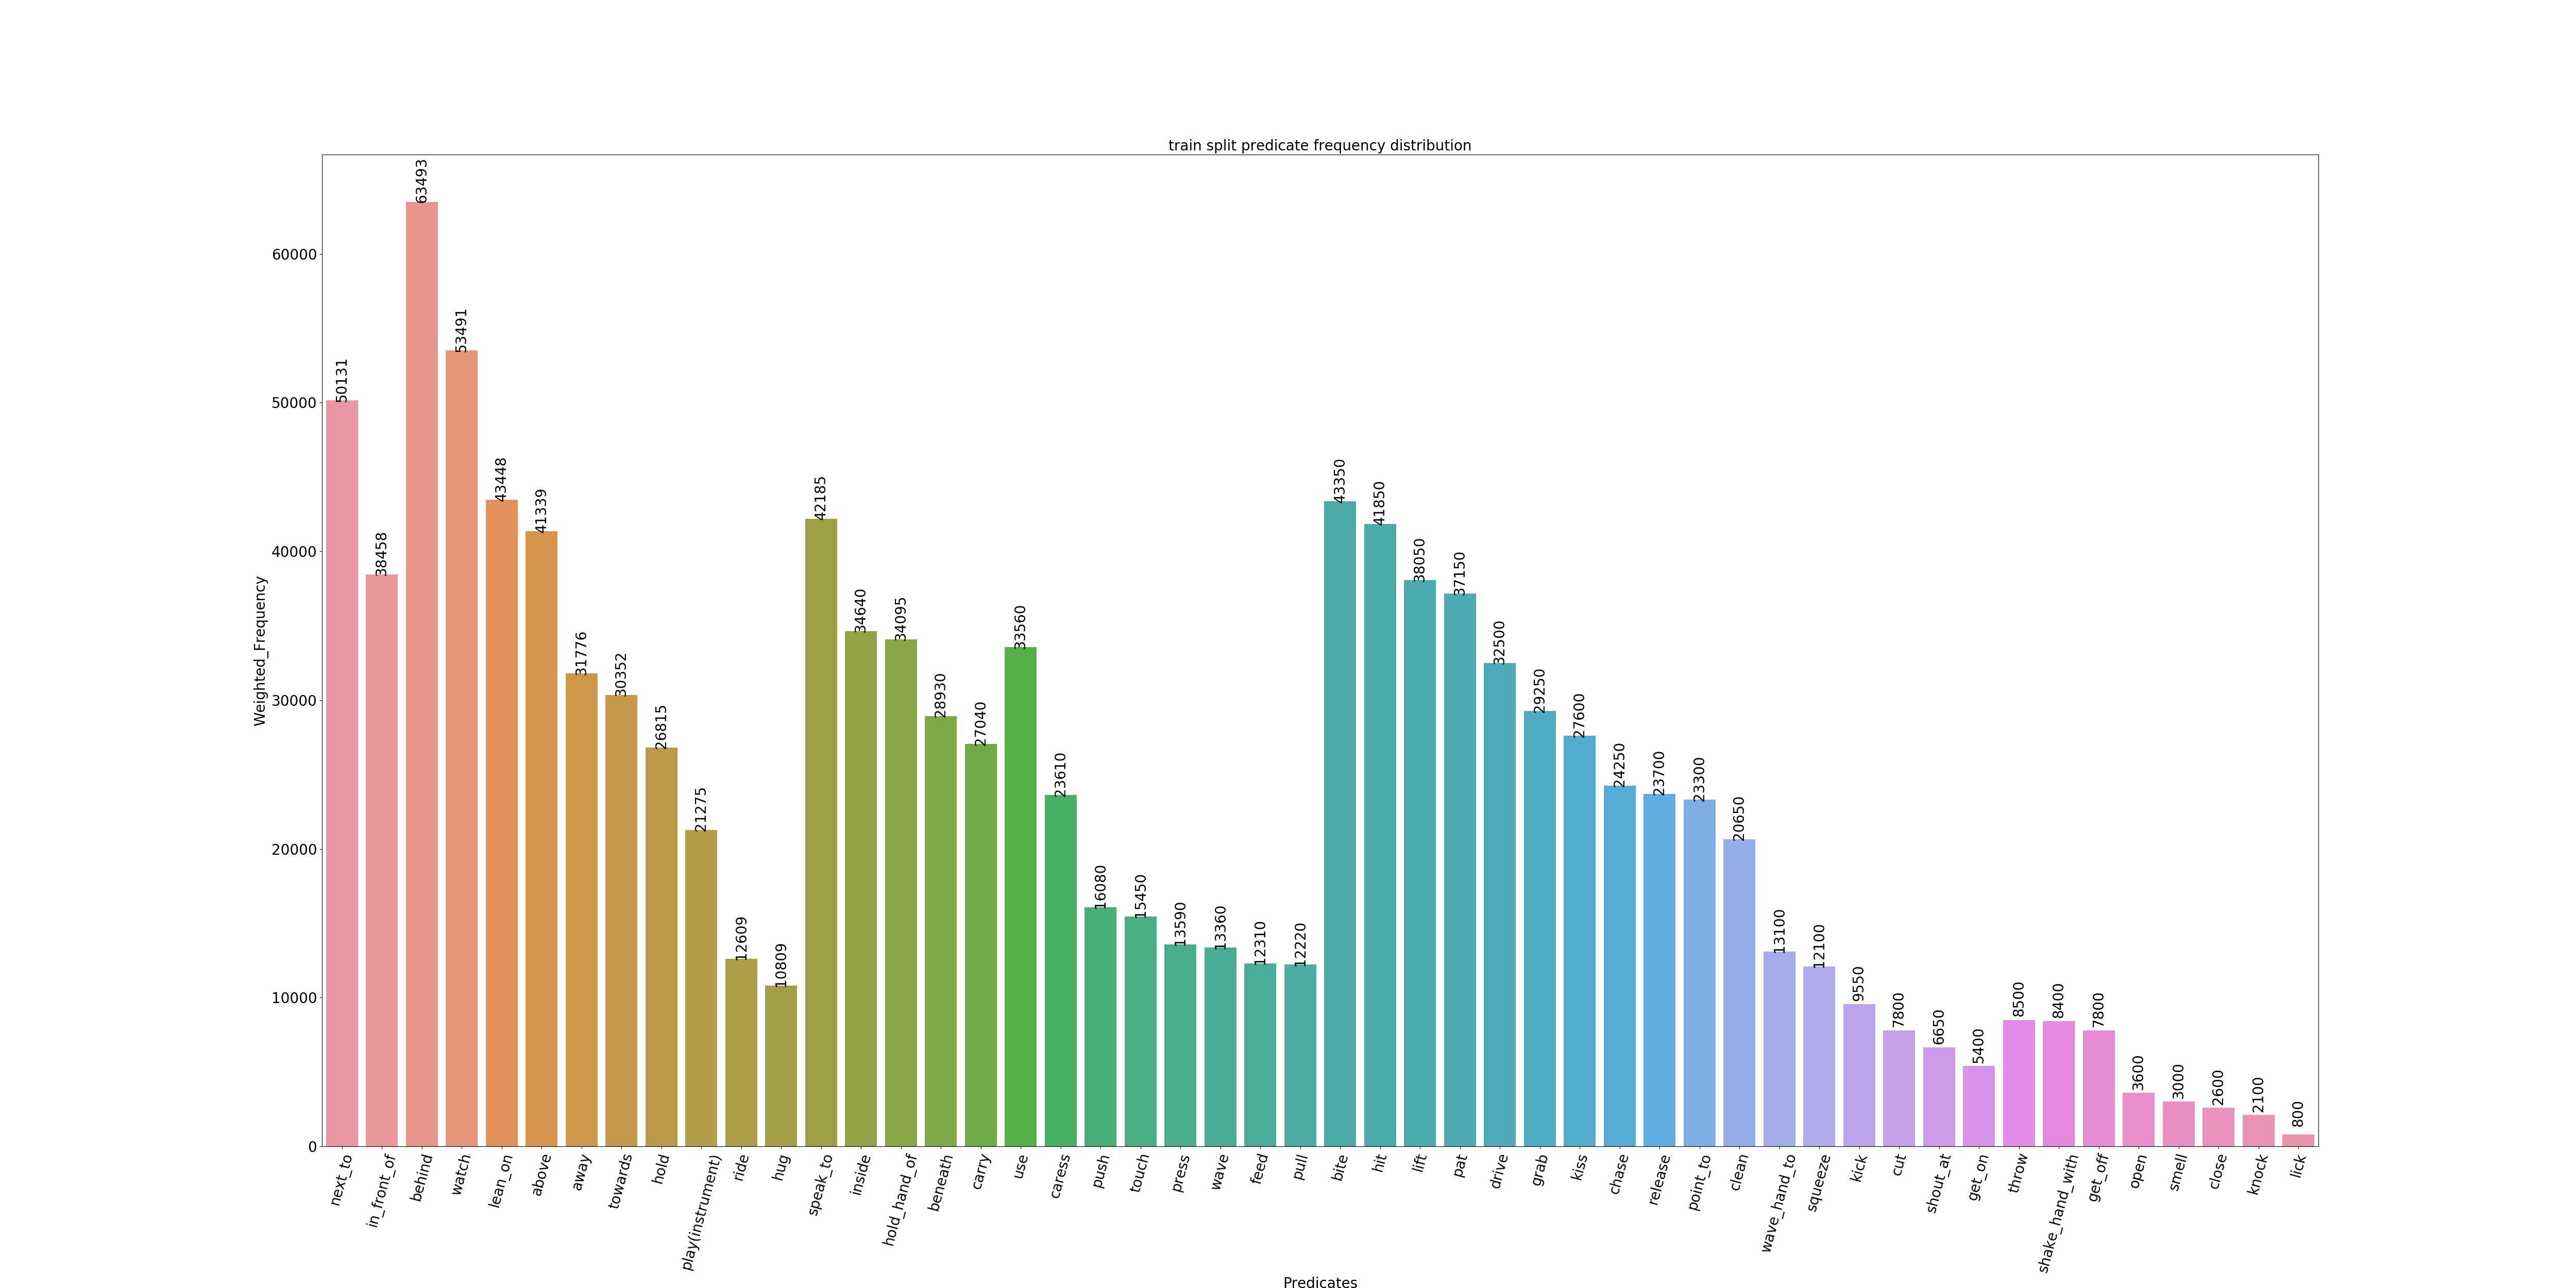 train split predicate frequency distribution
Weighted_Frequency
60000
50000
40000
30000
20000
10000
0
50131
38458
63493
53491
43448
41339
31776
30352
26815
21275
12609
10809
42185
34640
34095
28930
27040
33560
23610
16080
15450
13590
13360
12310
12220
43350
41850
38050
37150
32500
29250
27600
24250
23700
23300
20650
13100
12100
9550
7800
6650
5400
8500
8400
7800
3600
3000
2600
2100
800
next_to
in_front_of
behind
watch
lean_on
above
away
towards
hold
play(instrument)
ride
hug
speak_to
inside
hold_hand_of
beneath
carry
use
caress
push
touch
press
wave
feed
pull
bite
hit
lift
pat
drive
grab
kiss
chase
release
point_to
clean
wave_hand_to
squeeze
kick
cut
shout_at
get_on
throw
shake_hand_with
get_off
open
smell
close
knock
lick
Predicates